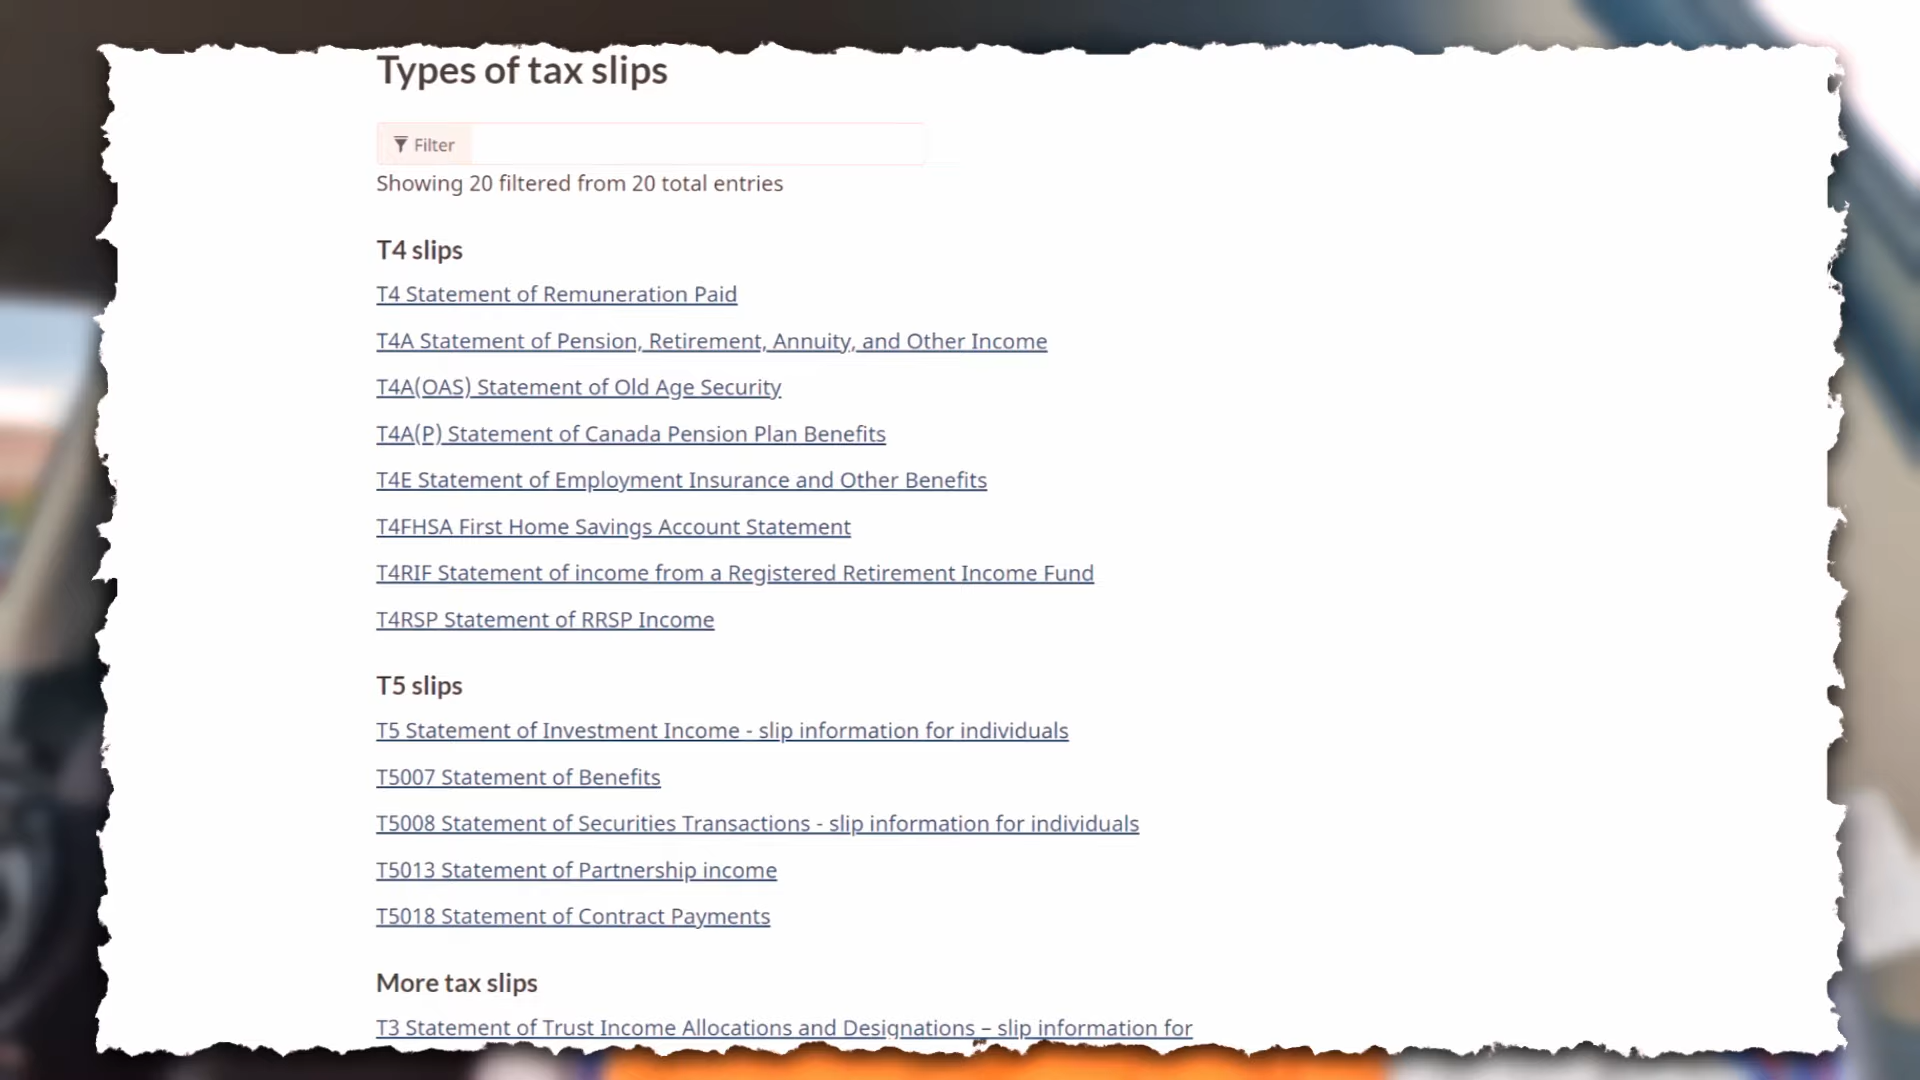 Types of tax slips
Filter
Showing 20 filtered from 20 total entries
T4 slips
T4 Statement of Remuneration Paid
T4A Statement of Pension, Retirement, Annuity, and Other Income
T4A(OAS) Statement of Old Age Security
T4A(P) Statement of Canada Pension Plan Benefits
T4E Statement of Employment Insurance and Other Benefits
T4FHSA First Home Savings Account Statement
T4RIF Statement of income from a Registered Retirement Income Fund
T4RSP Statement of RRSP Income
T5 slips
T5 Statement of Investment Income - slip information for individuals
T5007 Statement of Benefits
T5008 Statement of Securities Transactions - slip information for individuals
T5013 Statement of Partnership income
T5018 Statement of Contract Payments
More tax slips
T3 Statement of Trust Income Allocations and Designations – slip information for